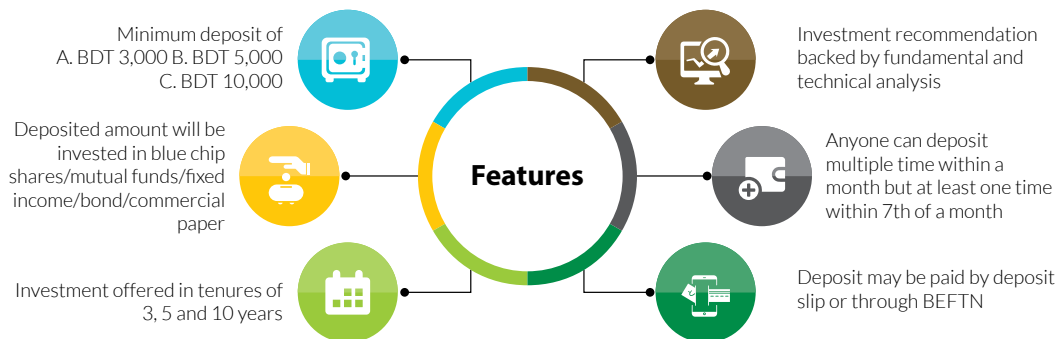 Minimum deposit of
A. BDT 3,000 B. BDT 5,000
C. BDT 10,000
Deposited amount will be
invested in blue chip
shares/mutual funds/fixed
income/bond/commercial
paper
Investment offered in tenures of
3, 5 and 10 years
Features
Investment recommendation
backed by fundamental and
technical analysis
Anyone can deposit
multiple time within a
month but at least one time
within 7th of a month
Deposit may be paid by deposit
slip or through BEFTN